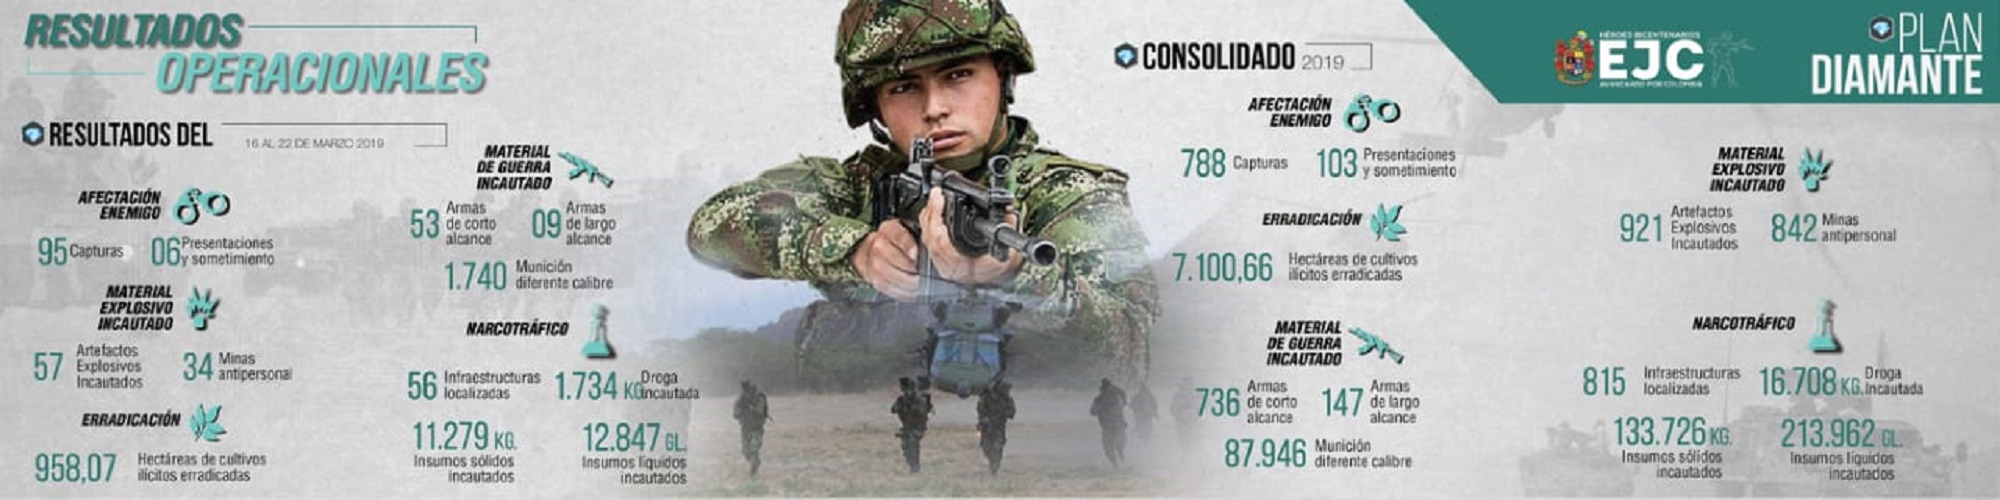 RESULTADOS
OPERACIONALES
RESULTADOS DEL
16 AL 22 DE MARZO 2019
AFECTACIÓN
ENEMIGO
95 Capturas
06 Presentaciones
y sometimiento
MATERIAL
EXPLOSIVO
INCAUTADO
57 Artefactos
Explosivos
Incautados
34 Minas
antipersonal
ERRADICACIÓN
958,07 Hectáreas de cultivos
ilícitos erradicadas
MATERIAL
DE GUERRA
INCAUTADO
53 Armas
de corto
alcance
09 Armas
de largo
alcance
1.740 Munición
diferente calibre
NARCOTRÁFICO
56 Infraestructuras
localizadas
1.734 KG Droga
incautada
11.279 KG.
Insumos sólidos
incautados
12.847 GL.
Insumos líquidos
incautados
CONSOLIDADO 2019
AFECTACIÓN
ENEMIGO
788 Capturas
103 Presentaciones
y sometimiento
ERRADICACIÓN
7.100,66 Hectáreas de cultivos
ilícitos erradicadas
MATERIAL
DE GUERRA
INCAUTADO
736 Armas
de corto
alcance
147 Armas
de largo
alcance
87.946 Munición
diferente calibre
HÉROES BICENTENARIOS
EJC
PLAN
DIAMANTE
MATERIAL
EXPLOSIVO
INCAUTADO
921 Artefactos
Explosivos
Incautados
842 Minas
antipersonal
NARCOTRÁFICO
815 Infraestructuras
localizadas
16.708 KG. Droga
Incautada
133.726 KG.
Insumos sólidos
incautados
213.962 GL.
Insumos líquidos
incautados